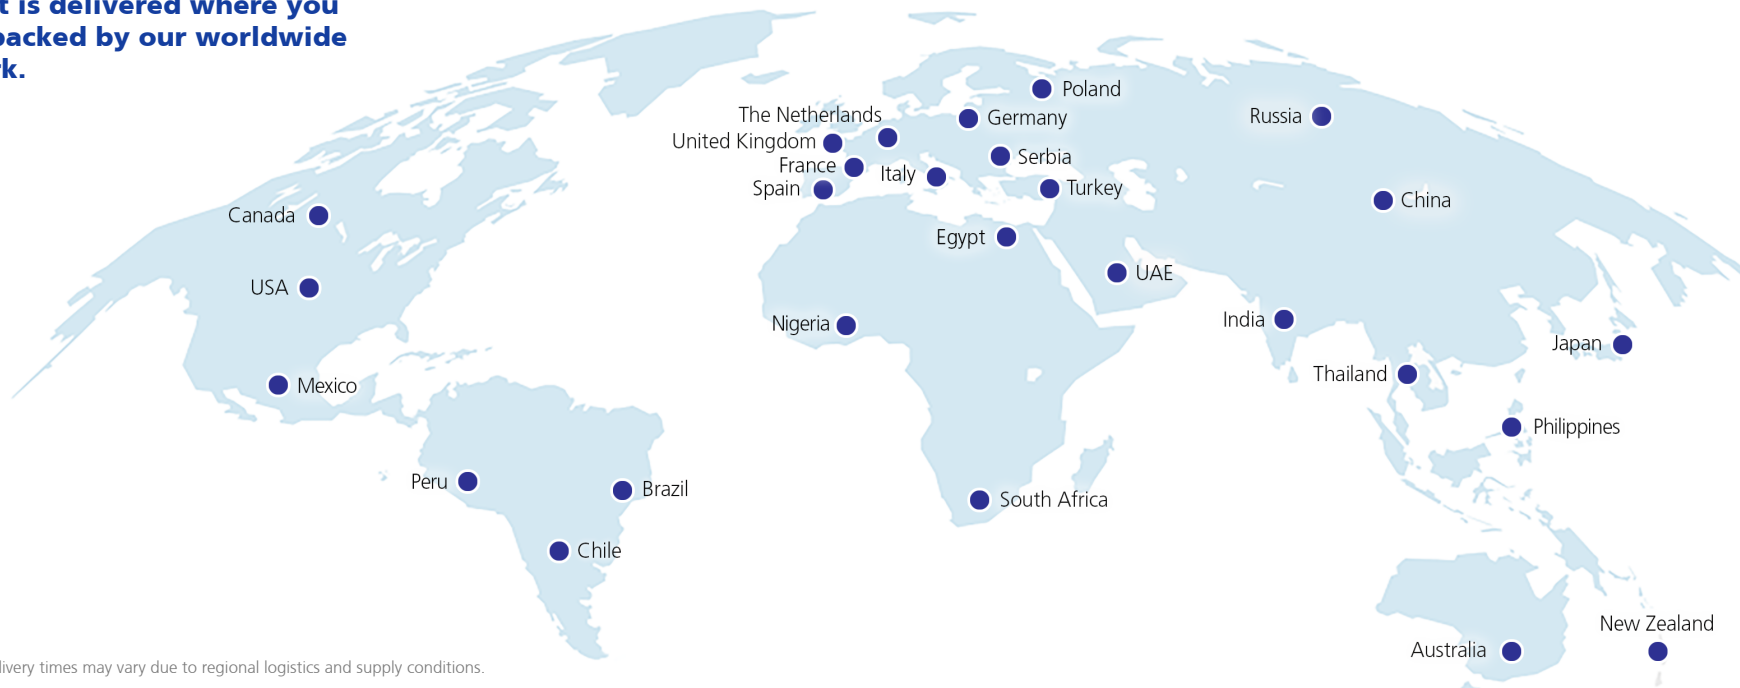 t is delivered where you
backed by our worldwide
k.
Poland
The Netherlands
Germany
Russia
United Kingdom
France
Serbia
Italy
Spain
Turkey
China
Canada
Egypt
UAE
USA
India
Nigeria
Japan
Thailand
Mexico
Philippines
Peru
Brazil
South Africa
Chile
New Zealand
Australia
livery times may vary due to regional logistics and supply conditions.